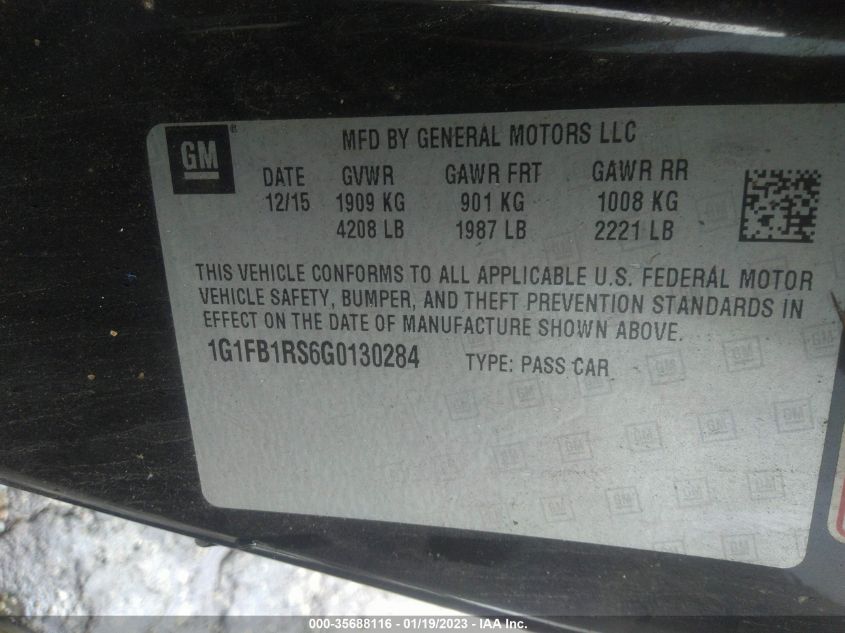 GM ®
MFD BY GENERAL MOTORS LLC
DATE GVWR GAWR FRT GAWR RR
12/15 1909 KG 901 KG 1008 KG
4208 LB 1987 LB 2221 LB
THIS VEHICLE CONFORMS TO ALL APPLICABLE U.S. FEDERAL MOTOR
VEHICLE SAFETY, BUMPER, AND THEFT PREVENTION STANDARDS IN
EFFECT ON THE DATE OF MANUFACTURE SHOWN ABOVE.
1G1FB1RS6G0130284 TYPE: PASS CAR
000-35688116 - 01/19/2023 - IAA Inc.